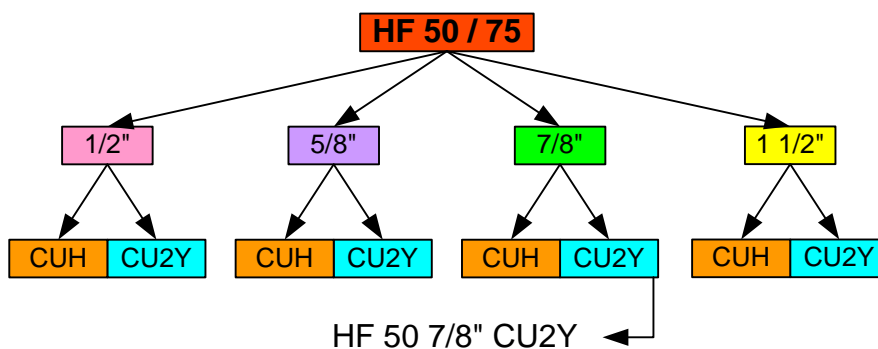 HF 50 / 75
1/2" 5/8" 7/8" 1 1/2"
CUH CU2Y CUH CU2Y CUH CU2Y CUH CU2Y
HF 50 7/8" CU2Y